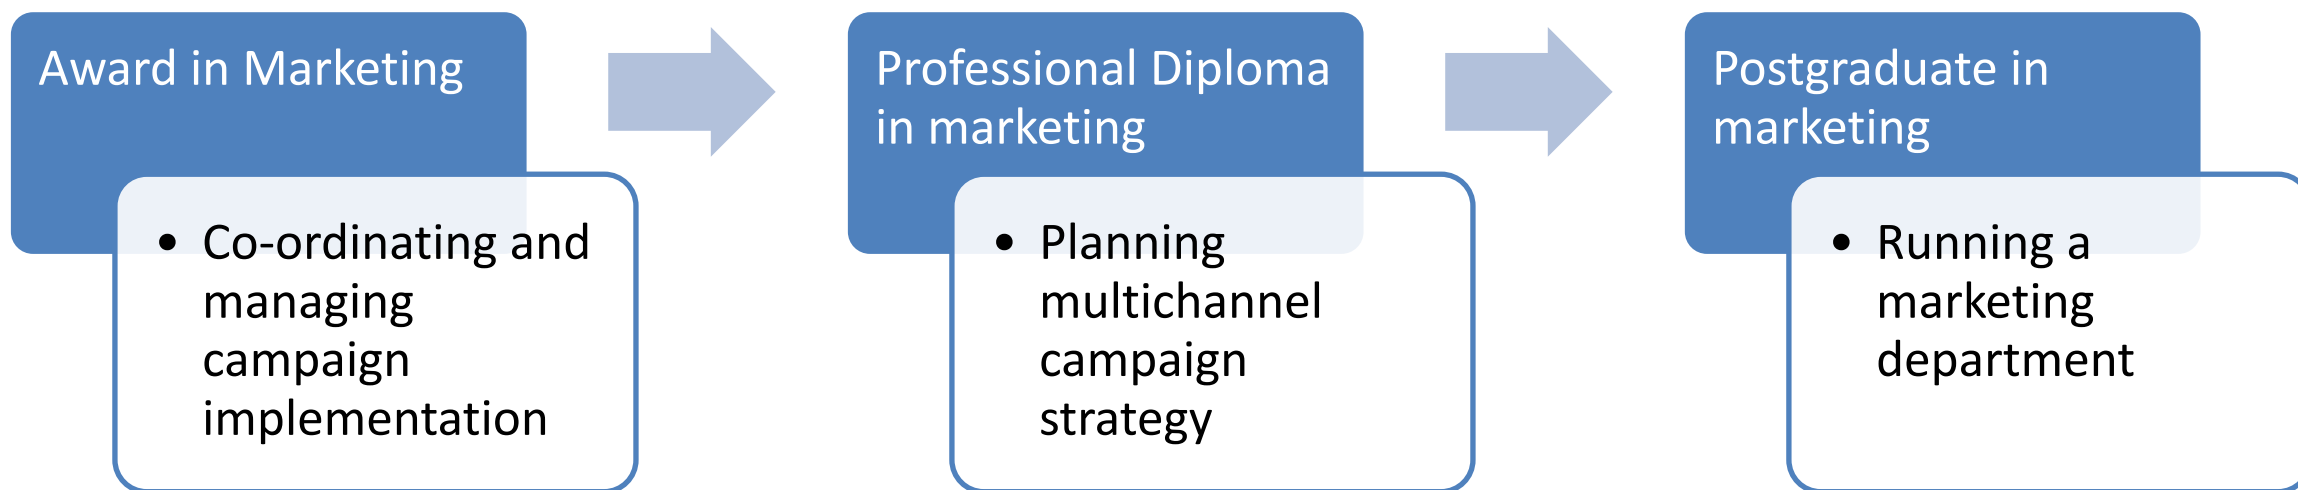 Award in Marketing
• Co-ordinating and
managing
campaign
implementation
Professional Diploma
in marketing
• Planning
multichannel
campaign
strategy
Postgraduate in
marketing
• Running a
marketing
department